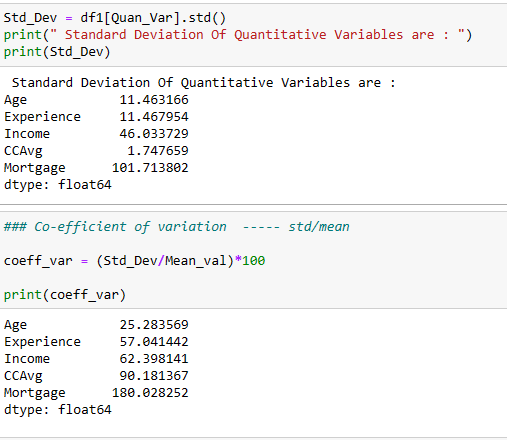 Std_Dev = df1[Quan_Var].std()
print(" Standard Deviation Of Quantitative Variables are : ")
print(Std_Dev)
Standard Deviation Of Quantitative Variables are :
Age 11.463166
Experience 11.467954
Income 46.033729
CCAvg 1.747659
Mortgage 101.713802
dtype: float64
### Co-efficient of variation ----- std/mean
coeff_var = (Std_Dev/Mean_val)*100
print(coeff_var)
Age 25.283569
Experience 57.041442
Income 62.398141
CCAvg 90.181367
Mortgage 180.028252
dtype: float64